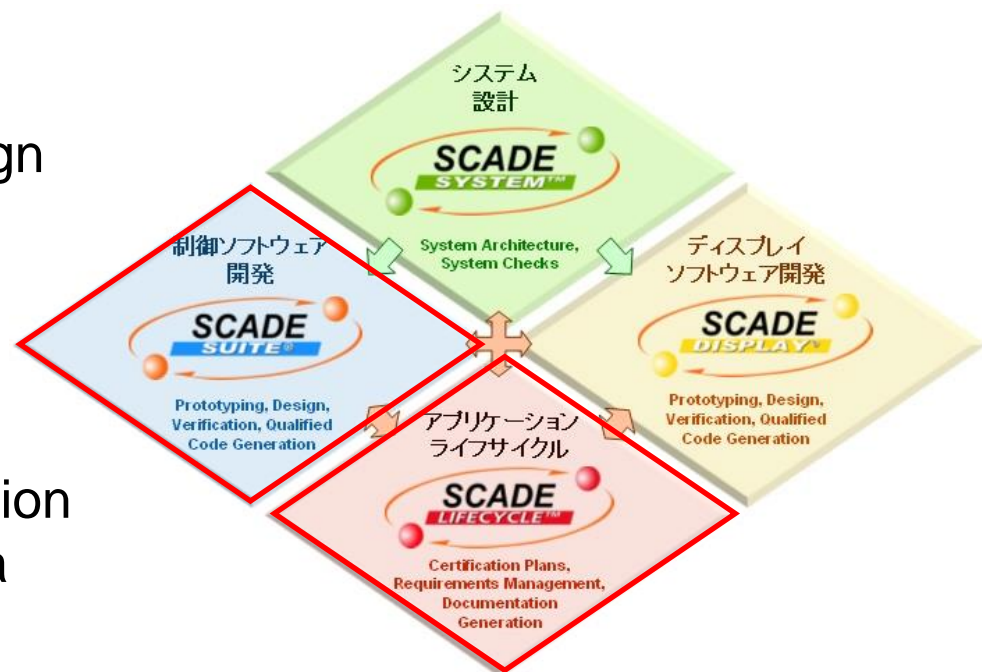 gn
ion
a
システム
設計
SCADE
SYSTEM™
System Architecture,
System Checks
制御ソフトウェア
開発
SCADE
SUITE®
Prototyping, Design,
Verification, Qualified
Code Generation
ディスプレイ
ソフトウェア開発
SCADE
DISPLAY®
Prototyping, Design,
Verification, Qualified
Code Generation
アプリケーション
ライフサイクル
SCADE
LIFECYCLE™
Certification Plans,
Requirements Management,
Documentation
Generation